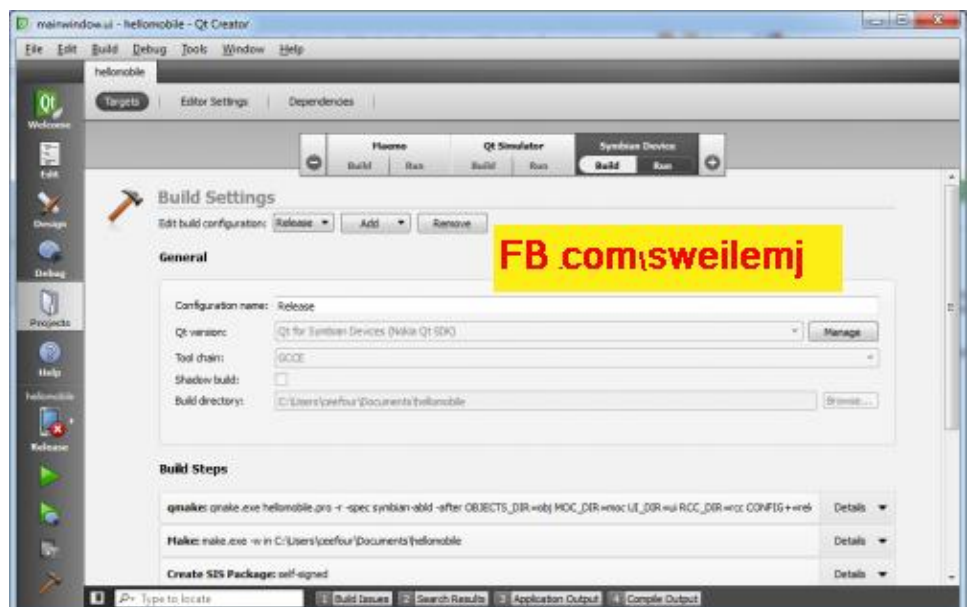 mainwindow.ui - hellomobile - Qt Creator
File Edit Build Debug Tools Window Help
hellomobile
Targets Editor Settings Dependencies
Welcome
Maemo Qt Simulator Symbian Device
Build Run Build Run Build Run
Edit
Build Settings
Design
Edit build configuration: Release Add Remove
FB .com\sweilemj
General
Debug
Configuration name: Release
Projects
Qt version: Qt for Symbian Devices (Nokia Qt SDK) Manage
Tool chain: GCCE
Help
Shadow build:
hellomobile
Build directory: C:\Users\ceefour\Documents\hellomobile Browse...
Release
Build Steps
qmake: qmake.exe hellomobile.pro -r -spec symbian-abld -after OBJECTS_DIR=obj MOC_DIR=moc UI_DIR=ui RCC_DIR=rcc CONFIG+=rel Details
Make: make.exe -w in C:\Users\ceefour\Documents\hellomobile Details
Create SIS Package: self-signed Details
Type to locate 1 Build Issues 2 Search Results 3 Application Output 4 Compile Output